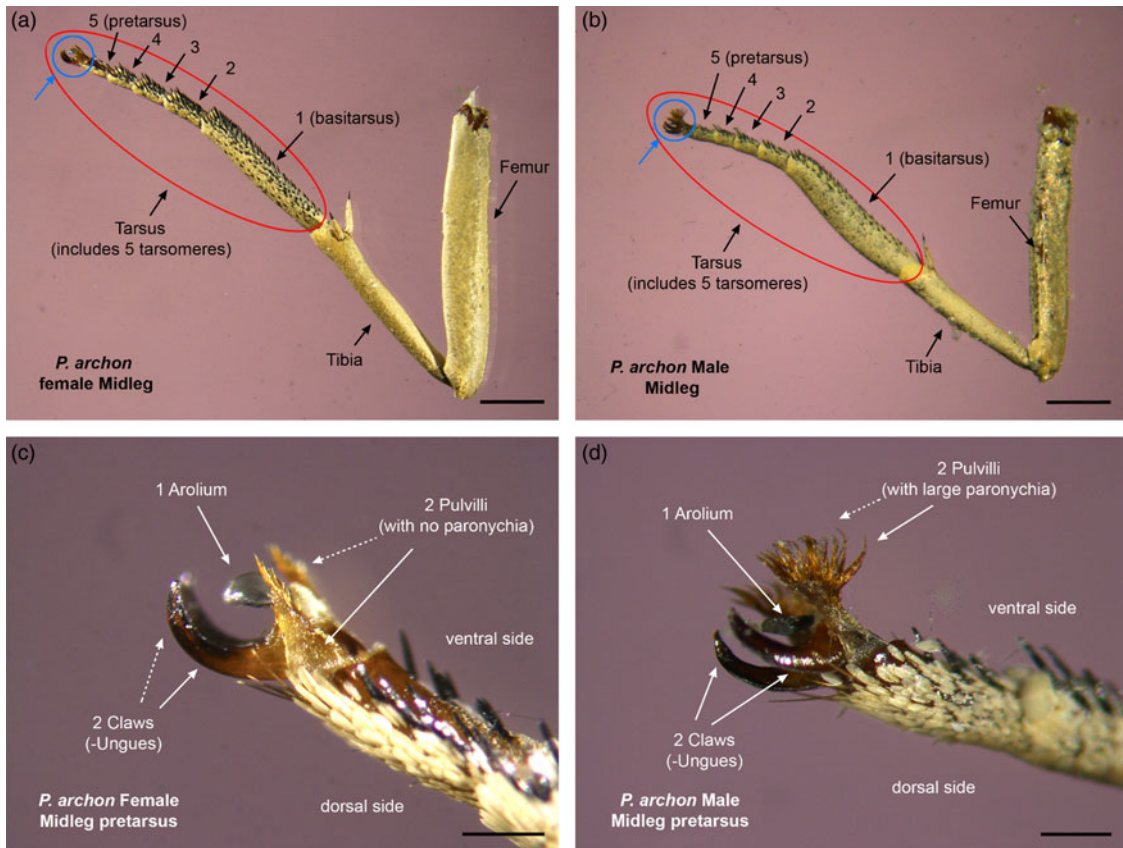 (a)
5 (pretarsus)
4
3
2
1 (basitarsus)
Femur
Tarsus
(includes 5 tarsomeres)
Tibia
P. archon
female Midleg
(b)
5 (pretarsus)
4
3
2
1 (basitarsus)
Femur
Tarsus
(includes 5 tarsomeres)
Tibia
P. archon Male
Midleg
(c)
1 Arolium
2 Pulvilli
(with no paronychia)
ventral side
2 Claws
(-Ungues)
dorsal side
P. archon Female
Midleg pretarsus
(d)
2 Pulvilli
(with large paronychia)
1 Arolium
ventral side
2 Claws
(-Ungues)
dorsal side
P. archon Male
Midleg pretarsus